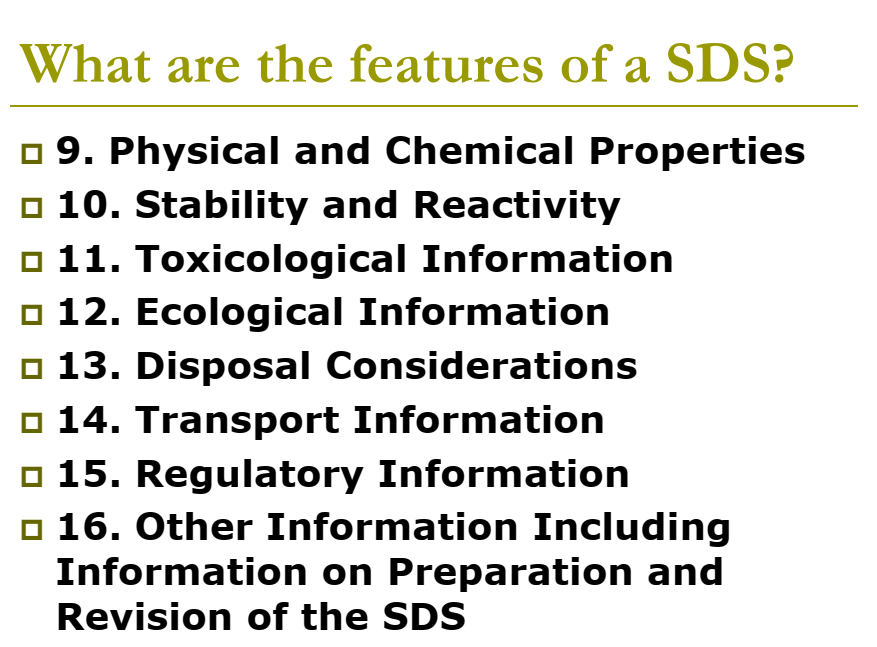 What are the features of a SDS?
9. Physical and Chemical Properties
10. Stability and Reactivity
11. Toxicological Information
12. Ecological Information
13. Disposal Considerations
14. Transport Information
15. Regulatory Information
16. Other Information Including
Information on Preparation and
Revision of the SDS